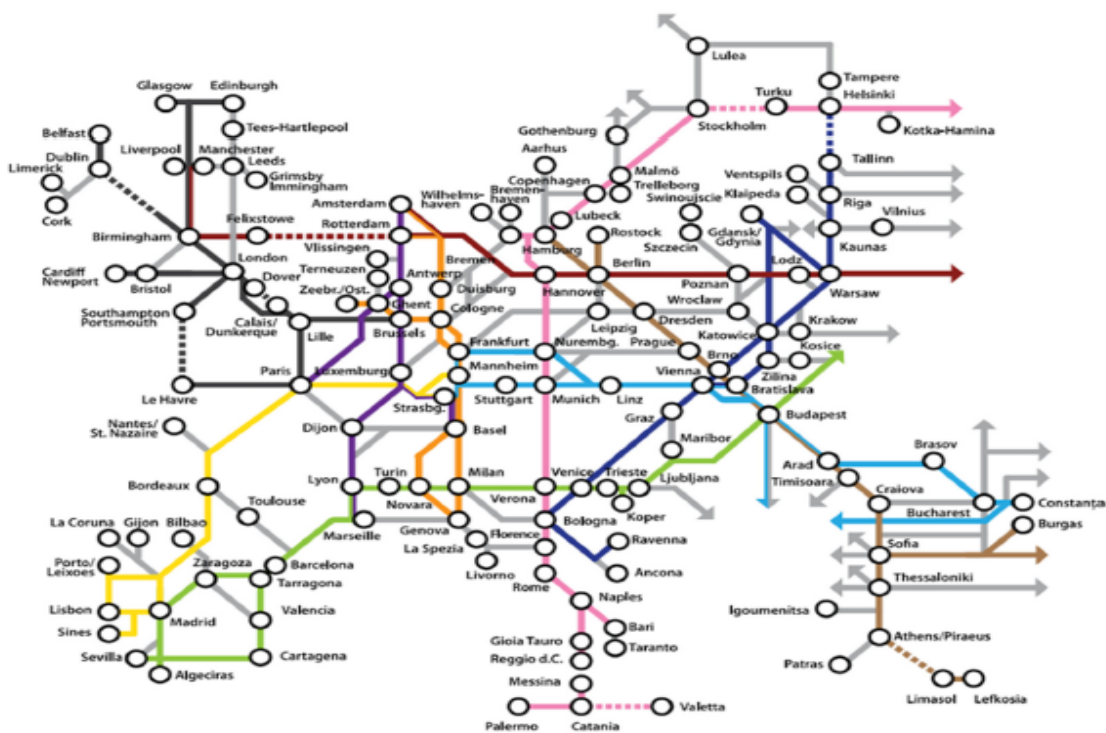 Lulea
Tampere
Glasgow Edinburgh
Turku Helsinki
Stockholm
Kotka-Hamina
Tees-Hartlepool
Gothenburg
Belfast
Aarhus
Dublin
Liverpool Manchester
Leeds
Tallinn
Limerick
Grimsby
Immingham
Copenhagen
Malmö
Trelleborg
Swinoujscie
Ventspils
Klaipeda
Wilhelms-
haven
Bremen-
haven
Amsterdam
Cork
Felixstowe
Rotterdam
Lubeck
Riga
Vilnius
Rostock
Gdansk/
Gdynia
Birmingham
Vlissingen
Hamburg
Szczecin
Kaunas
London
Bremen
Lodz
Terneuzen
Antwerp
Berlin
Cardiff
Newport
Bristol
Dover
Zeebr./Ost.
Duisburg
Hannover
Poznan
Warsaw
Ghent
Wroclaw
Southampton
Portsmouth
Calais/
Dunkerque
Lille
Brussels
Cologne
Leipzig
Dresden
Katowice
Krakow
Frankfurt
Nurembg.
Prague
Brno
Kosice
Paris
Luxemburg
Mannheim
Vienna
Zilina
Bratislava
Le Havre
Strasbg.
Stuttgart
Munich
Linz
Nantes/
St. Nazaire
Dijon
Basel
Graz
Budapest
Maribor
Brasov
Arad
Timisoara
Bordeaux
Lyon
Turin
Milan
Venice
Trieste
Ljubljana
Toulouse
Novara
Verona
Craiova
Constanța
Koper
Bucharest
La Coruna Gijon Bilbao
Marseille
Genova
Florence
Bologna
Burgas
La Spezia
Ravenna
Sofia
Porto/
Leixoes
Zaragoza
Barcelona
Livorno
Tarragona
Rome
Ancona
Thessaloniki
Lisbon
Madrid
Valencia
Naples
Igoumenitsa
Sines
Bari
Gioia Tauro
Taranto
Athens/Piraeus
Sevilla
Cartagena
Reggio d.C.
Patras
Algeciras
Messina
Limasol Lefkosia
Palermo Catania Valetta